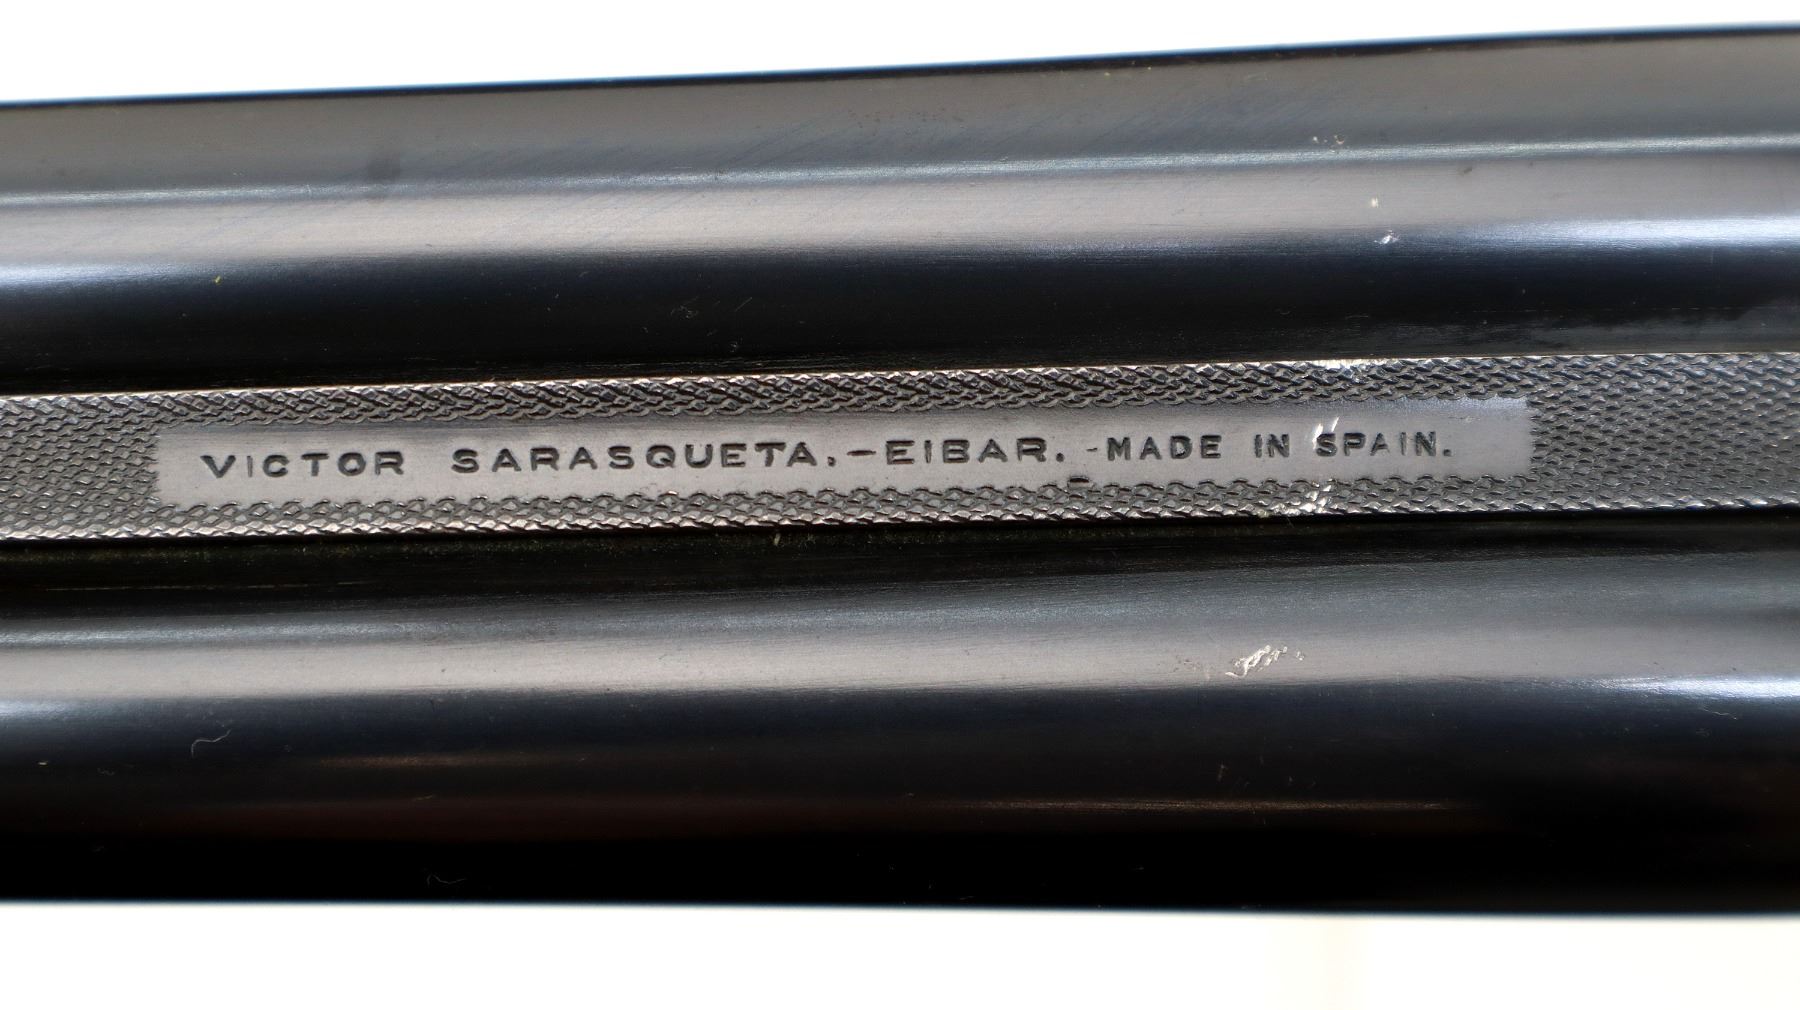 VICTOR SARASQUETA.-EIBAR. -MADE IN SPAIN.